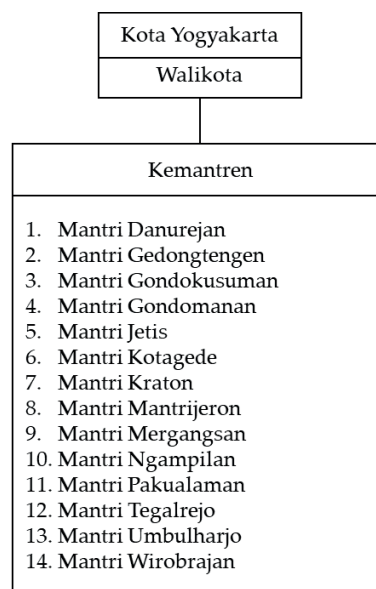 Kota Yogyakarta
Walikota
Kemantren
1. Mantri Danurejan
2. Mantri Gedongtengen
3. Mantri Gondokusuman
4. Mantri Gondomanan
5. Mantri Jetis
6. Mantri Kotagede
7. Mantri Kraton
8. Mantri Mantrijeron
9. Mantri Mergangsan
10. Mantri Ngampilan
11. Mantri Pakualaman
12. Mantri Tegalrejo
13. Mantri Umbulharjo
14. Mantri Wirobrajan